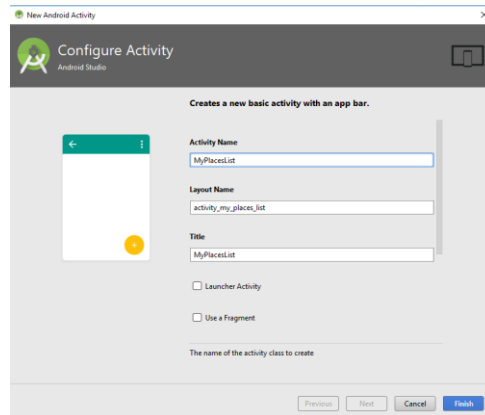 New Android Activity
Configure Activity
Android Studio
Creates a new basic activity with an app bar.
Activity Name
MyPlacesList
Layout Name
activity_my_places_list
Title
MyPlacesList
Launcher Activity
Use a Fragment
The name of the activity class to create
Previous Next Cancel Finish